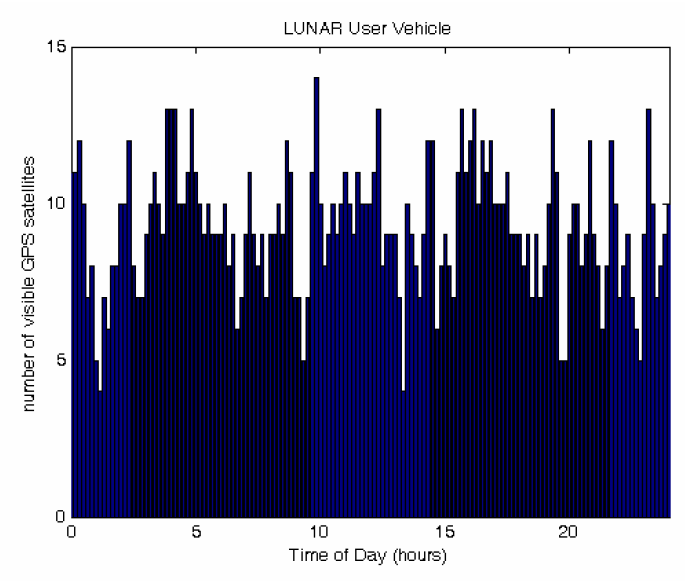 LUNAR User Vehicle
15
10
5
0
number of visible GPS satellites
0 5 10 15 20
Time of Day (hours)